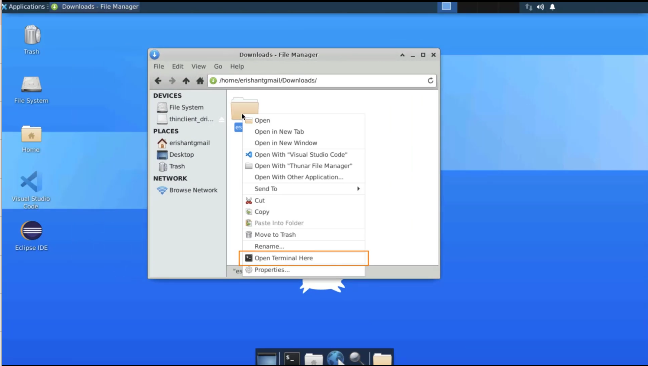 Applications : Downloads - File Manager
Trash
File System
Home
Visual Studio
Code
Eclipse IDE
Downloads - File Manager
File Edit View Go Help
/home/erishantgmail/Downloads/
DEVICES
File System
thinclient_dri...
PLACES
erishantgmail
Desktop
Trash
NETWORK
Browse Network
Open
Open in New Tab
Open in New Window
Open With "Visual Studio Code"
Open With "Thunar File Manager"
Open With Other Application...
Send To
Cut
Copy
Paste Into Folder
Move to Trash
Rename...
Open Terminal Here
Properties...